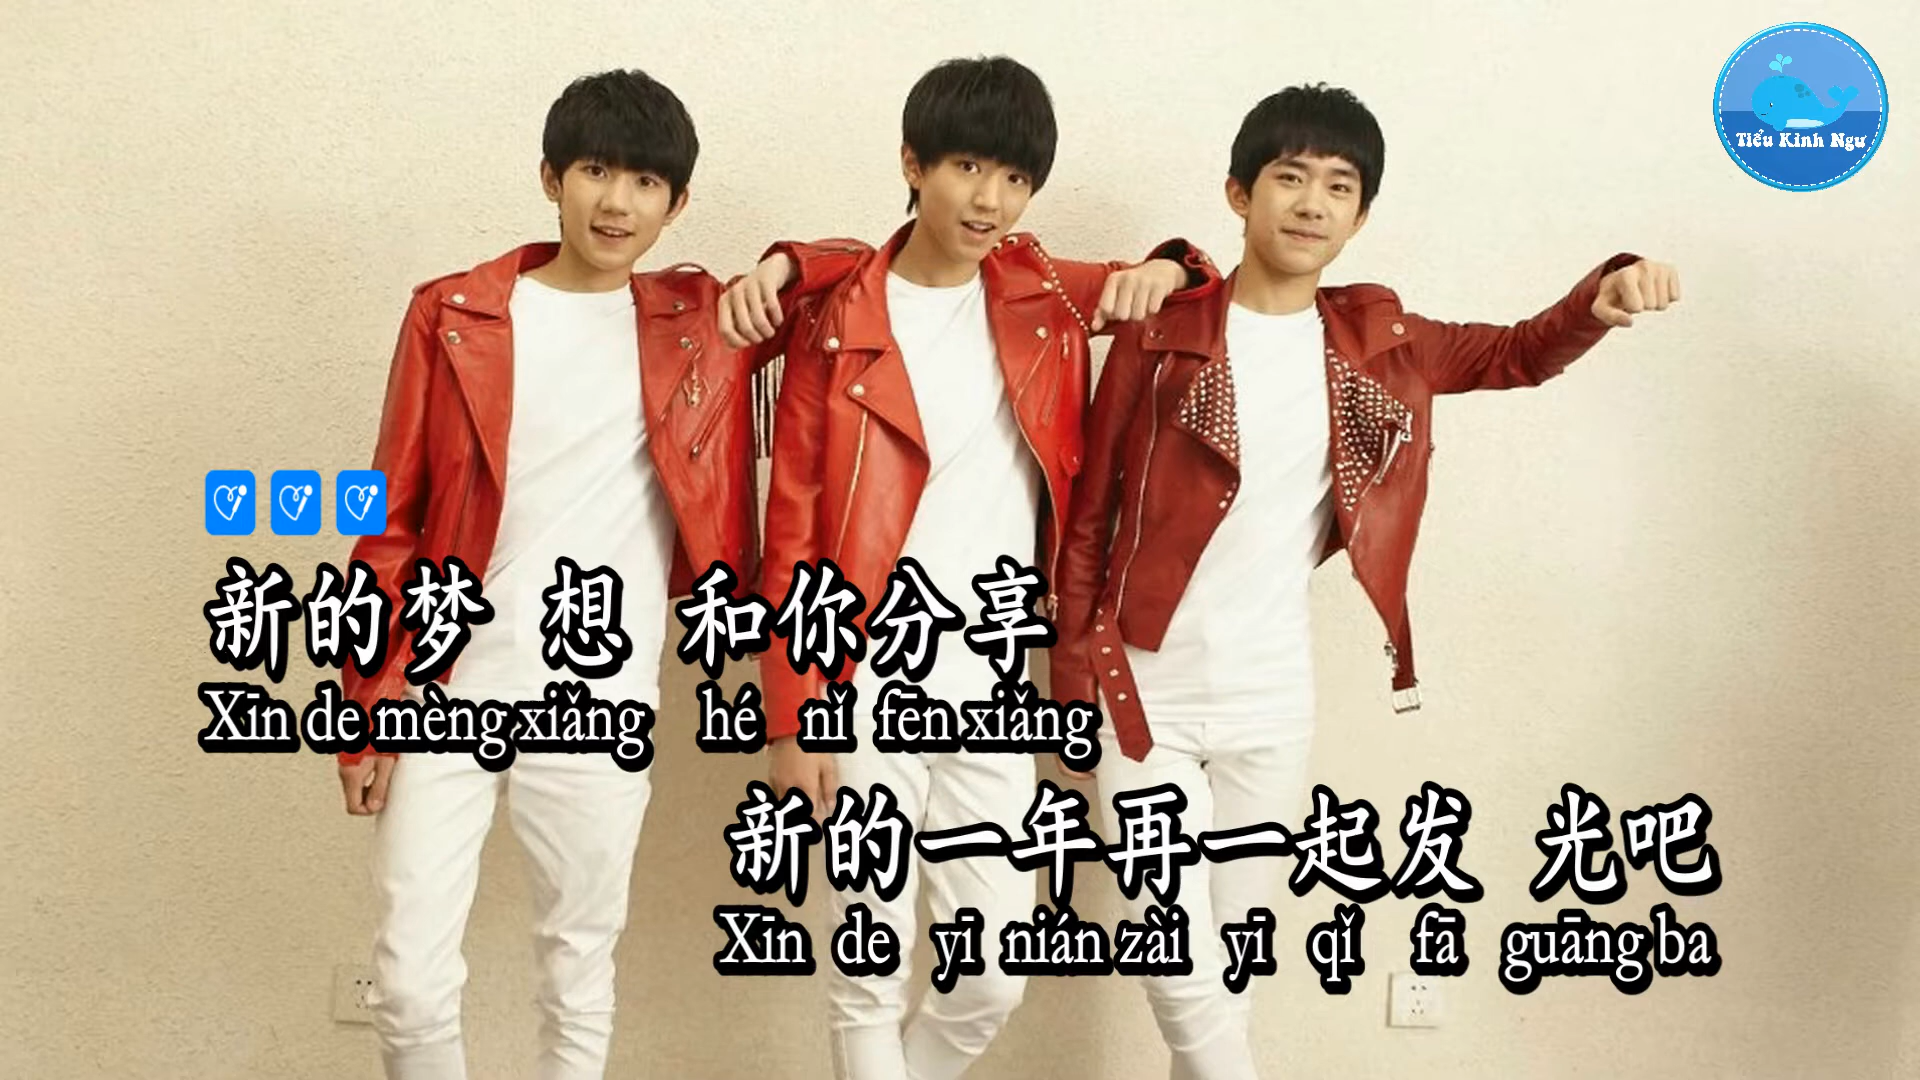 Tiểu Kình Ngư
新的梦 想 和你分享
Xīn de mèng xiǎng hé nǐ fēn xiǎng
新的一年再一起发 光吧
Xīn de yī nián zài yī qǐ fā guāng ba